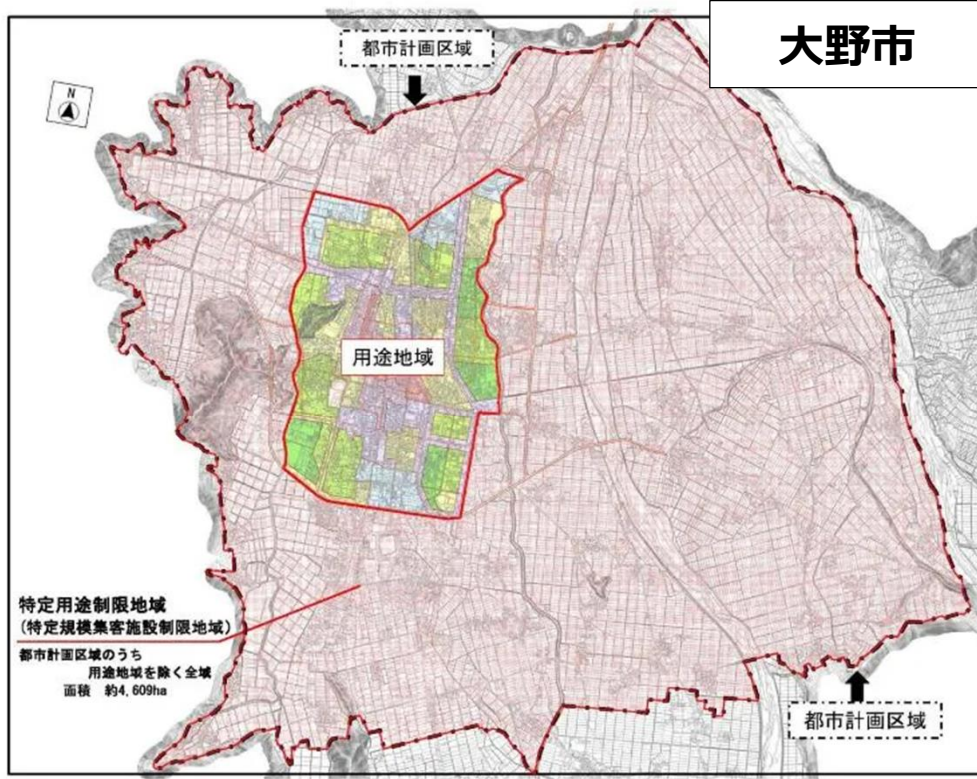 大野市
都市計画区域
N
用途地域
特定用途制限地域
(特定規模集客施設制限地域)
都市計画区域のうち
用途地域を除く全域
面積 約4,609ha
都市計画区域